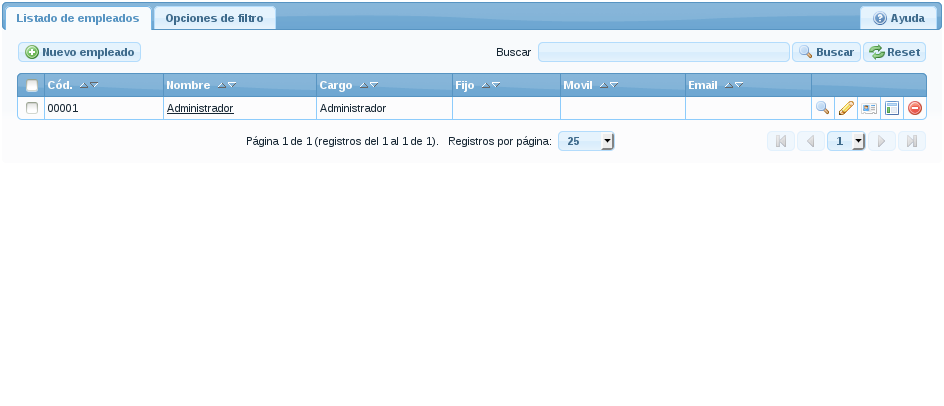 Listado de empleados Opciones de filtro Ayuda
Nuevo empleado Buscar Buscar Reset
Cód. Nombre Cargo Fijo Movil Email
00001 Administrador Administrador
Página 1 de 1 (registros del 1 al 1 de 1). Registros por página: 25 1